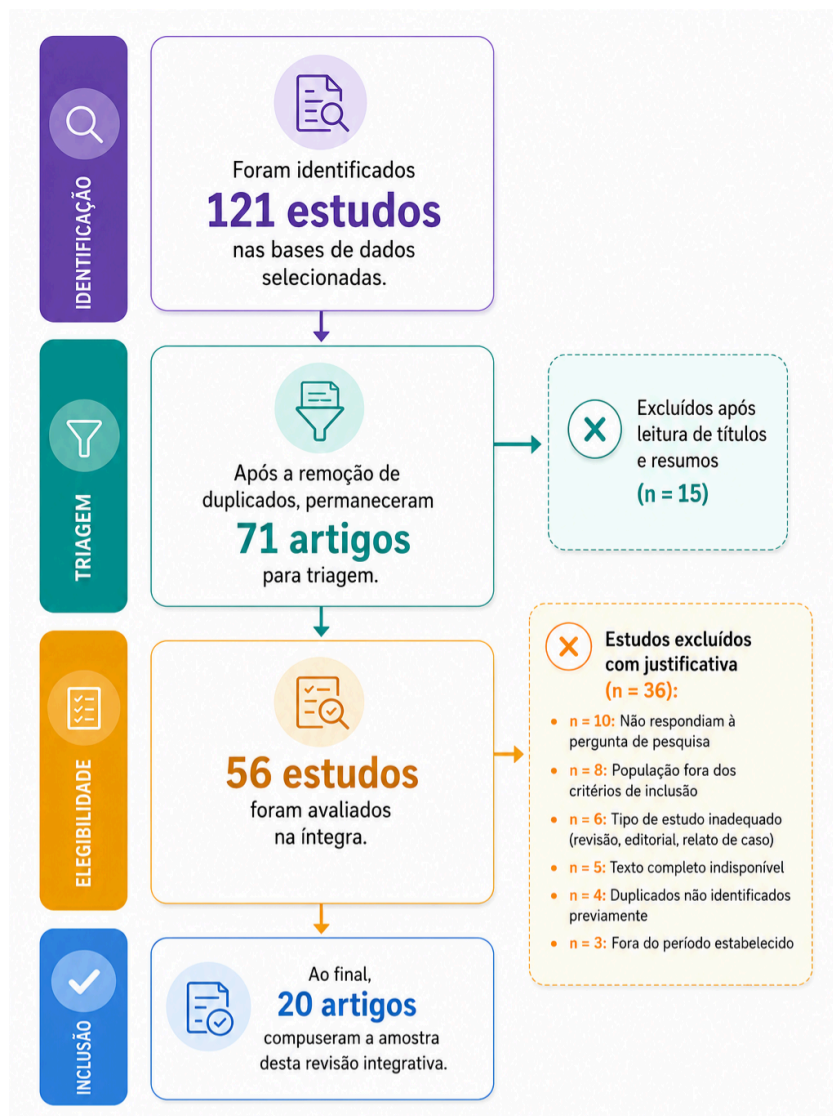 IDENTIFICAÇÃO
Foram identificados
121 estudos
nas bases de dados
selecionadas.
TRIAGEM
Após a remoção de
duplicados, permaneceram
71 artigos
para triagem.
Excluídos após
leitura de títulos
e resumos
(n = 15)
ELEGIBILIDADE
56 estudos
foram avaliados
na íntegra.
Estudos excluídos
com justificativa
(n = 36):
• n = 10: Não respondiam à
pergunta de pesquisa
• n = 8: População fora dos
critérios de inclusão
• n = 6: Tipo de estudo inadequado
(revisão, editorial, relato de caso)
• n = 5: Texto completo indisponível
• n = 4: Duplicados não identificados
previamente
• n = 3: Fora do período estabelecido
INCLUSÃO
Ao final,
20 artigos
compuseram a amostra
desta revisão integrativa.